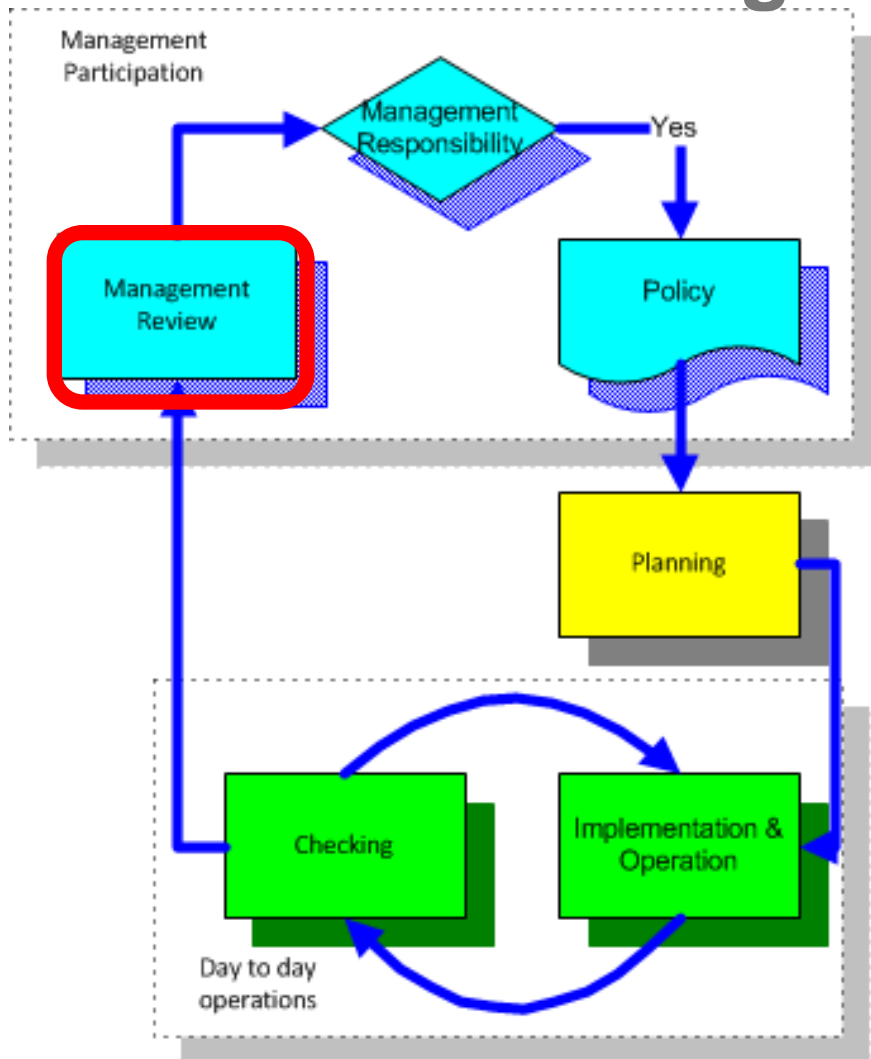 Management
Participation
Management
Responsibility
Yes
Management
Review
Policy
Planning
Checking
Implementation &
Operation
Day to day
operations